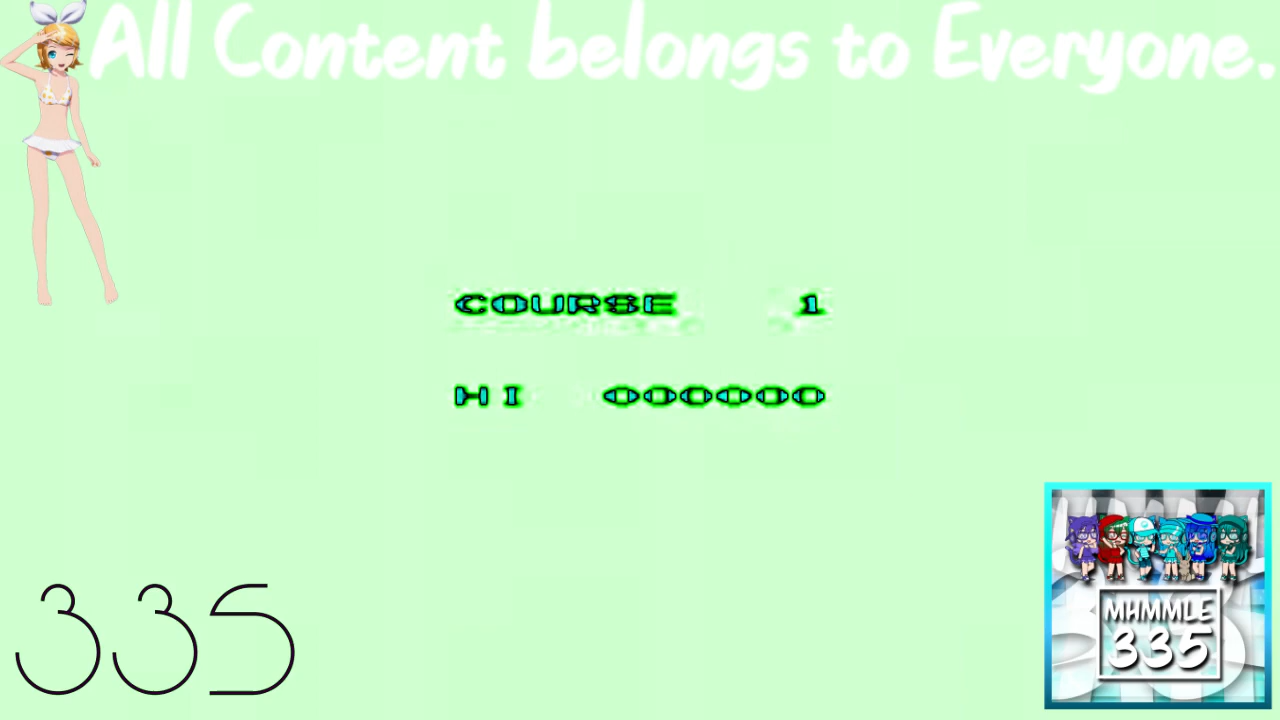 All Content belongs to Everyone.
COURSE 1
HI 000000
335
MHMMLE
335